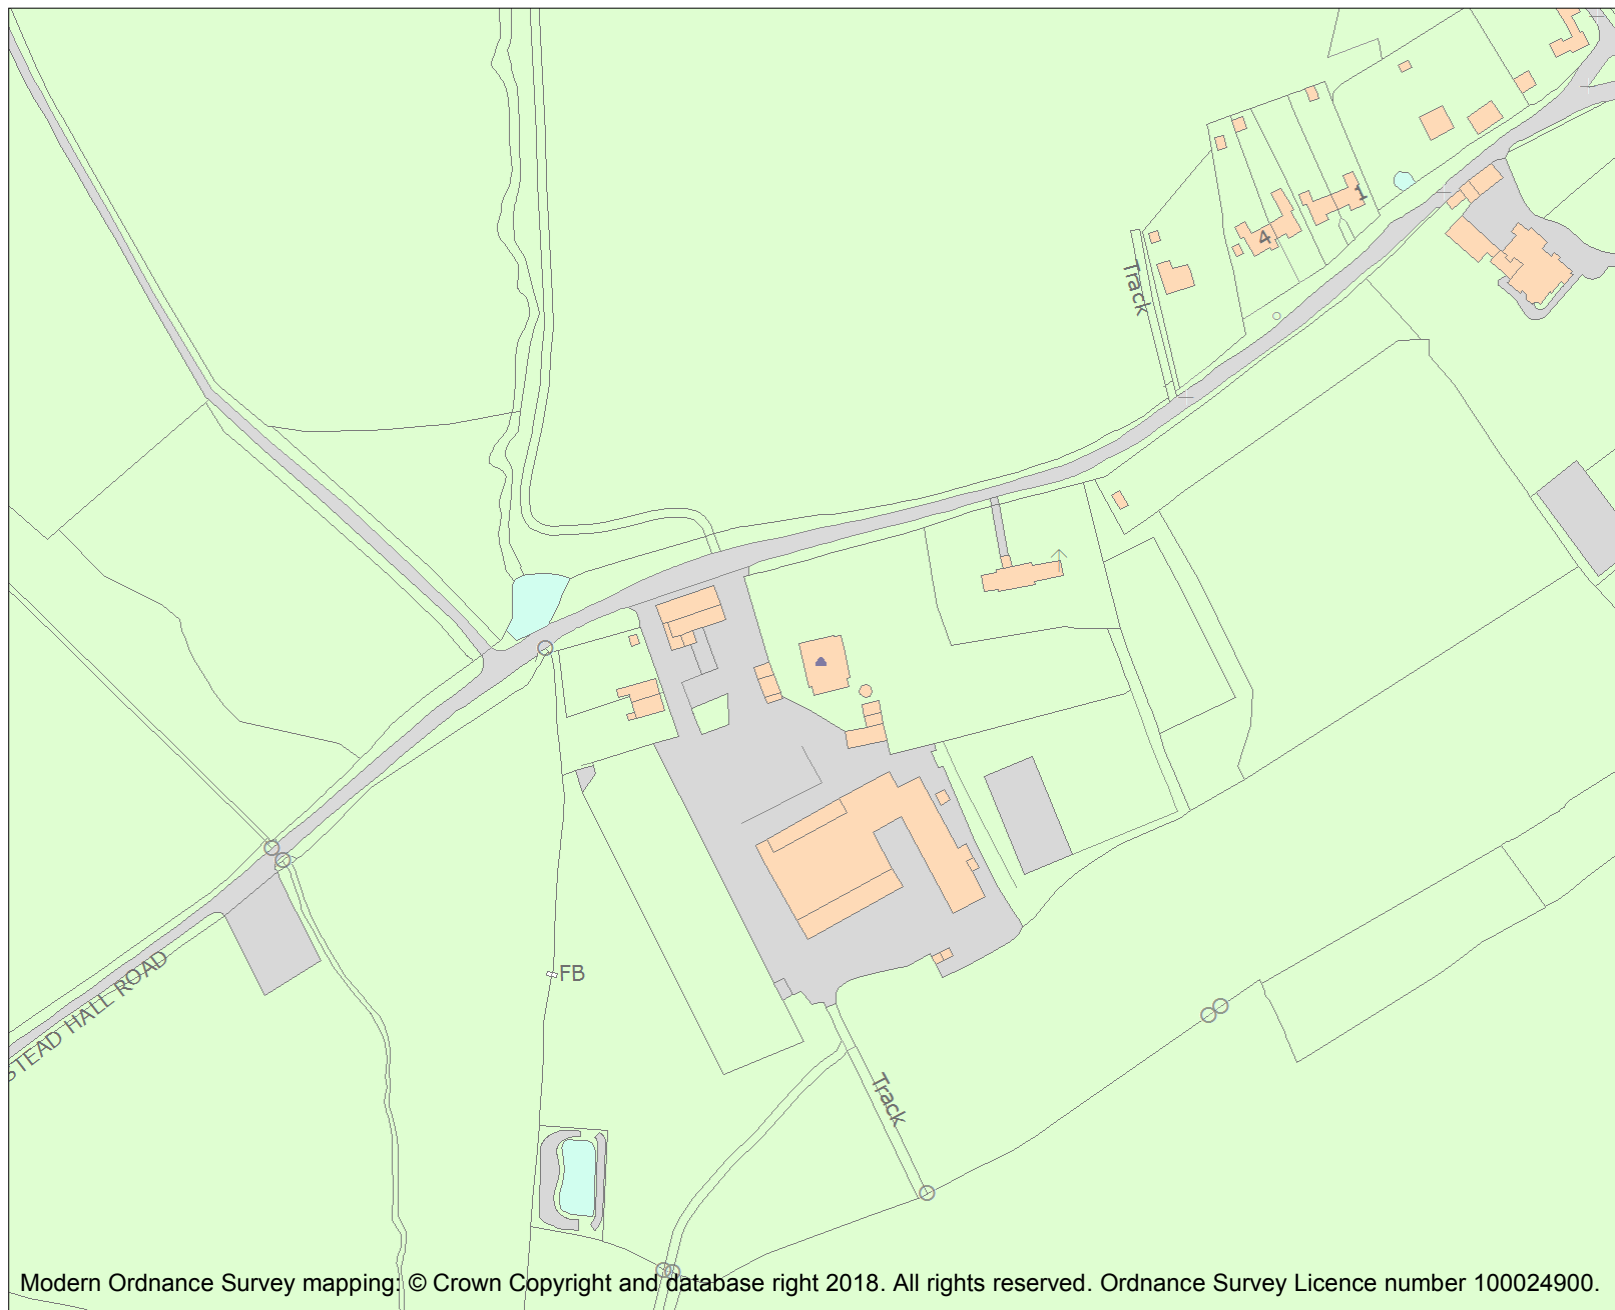 1
4
Track
FB
STEAD HALL ROAD
Track
Modern Ordnance Survey mapping: © Crown Copyright and database right 2018. All rights reserved. Ordnance Survey Licence number 100024900.